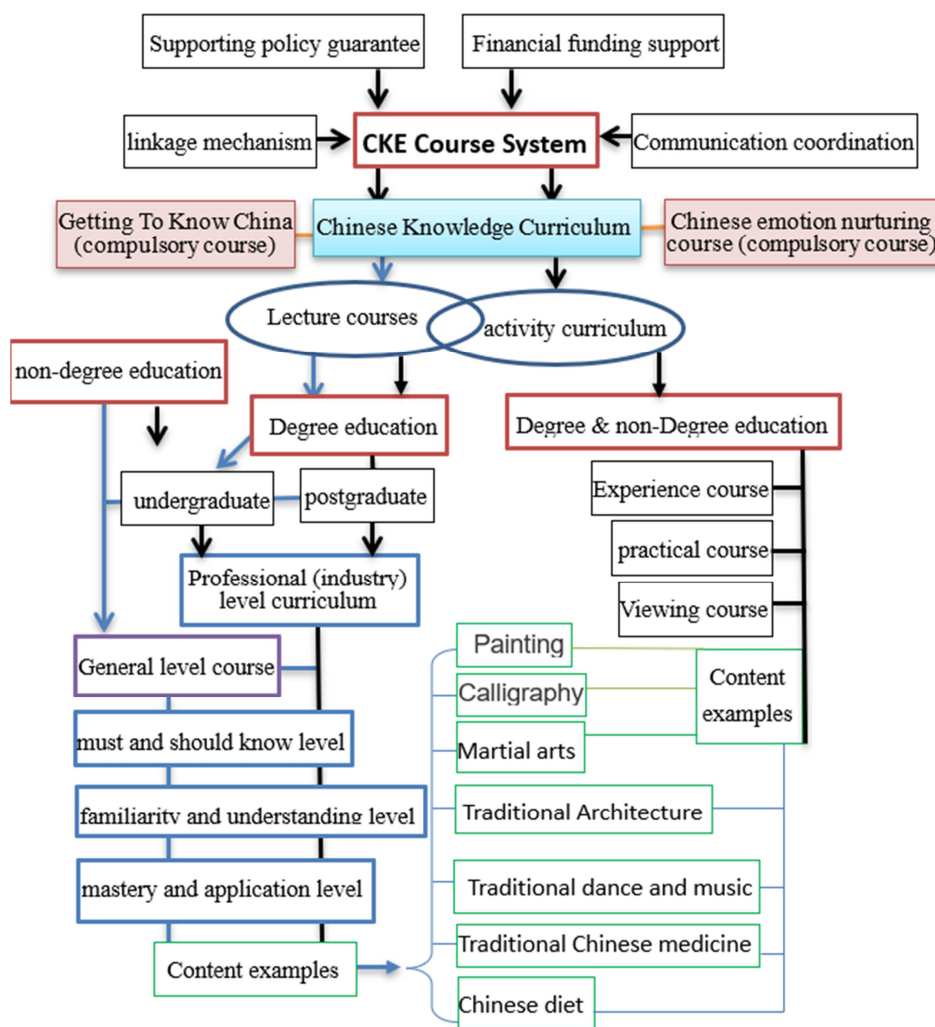 Supporting policy guarantee
Financial funding support
linkage mechanism
CKE Course System
Communication coordination
Getting To Know China
(compulsory course)
Chinese Knowledge Curriculum
Chinese emotion nurturing
course (compulsory course)
Lecture courses
activity curriculum
non-degree education
Degree education
Degree & non-Degree education
undergraduate
postgraduate
Experience course
practical course
Viewing course
Professional (industry)
level curriculum
General level course
Painting
Calligraphy
Martial arts
Content
examples
must and should know level
familiarity and understanding level
Traditional Architecture
mastery and application level
Traditional dance and music
Traditional Chinese medicine
Content examples
Chinese diet